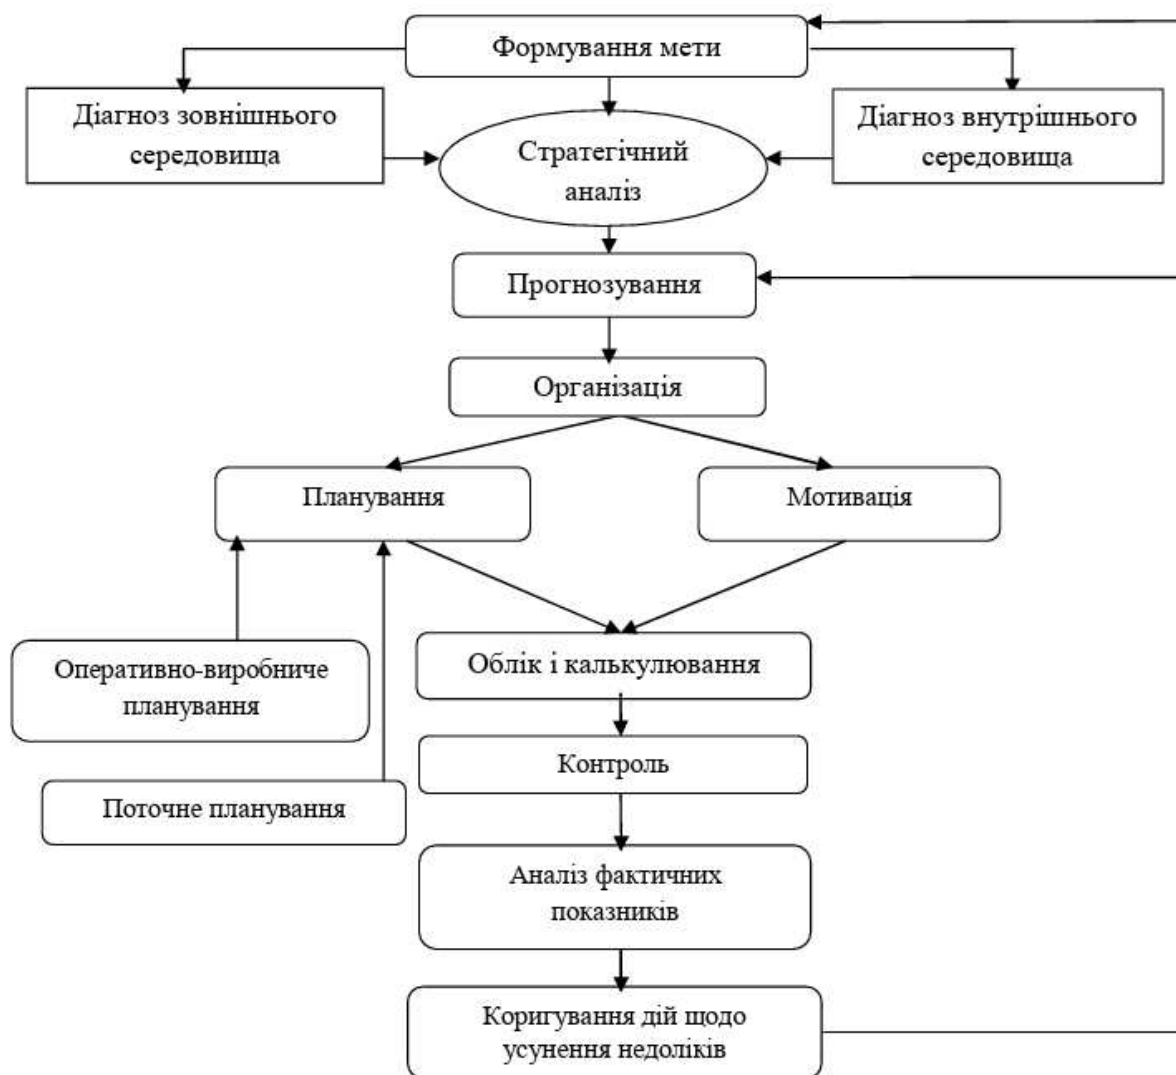 Формування мети
Діагноз зовнішнього
середовища
Стратегічний
аналіз
Діагноз внутрішнього
середовища
Прогнозування
Організація
Планування
Мотивація
Оперативно-виробниче
планування
Облік і калькулювання
Контроль
Поточне планування
Аналіз фактичних
показників
Коригування дій щодо
усунення недоліків